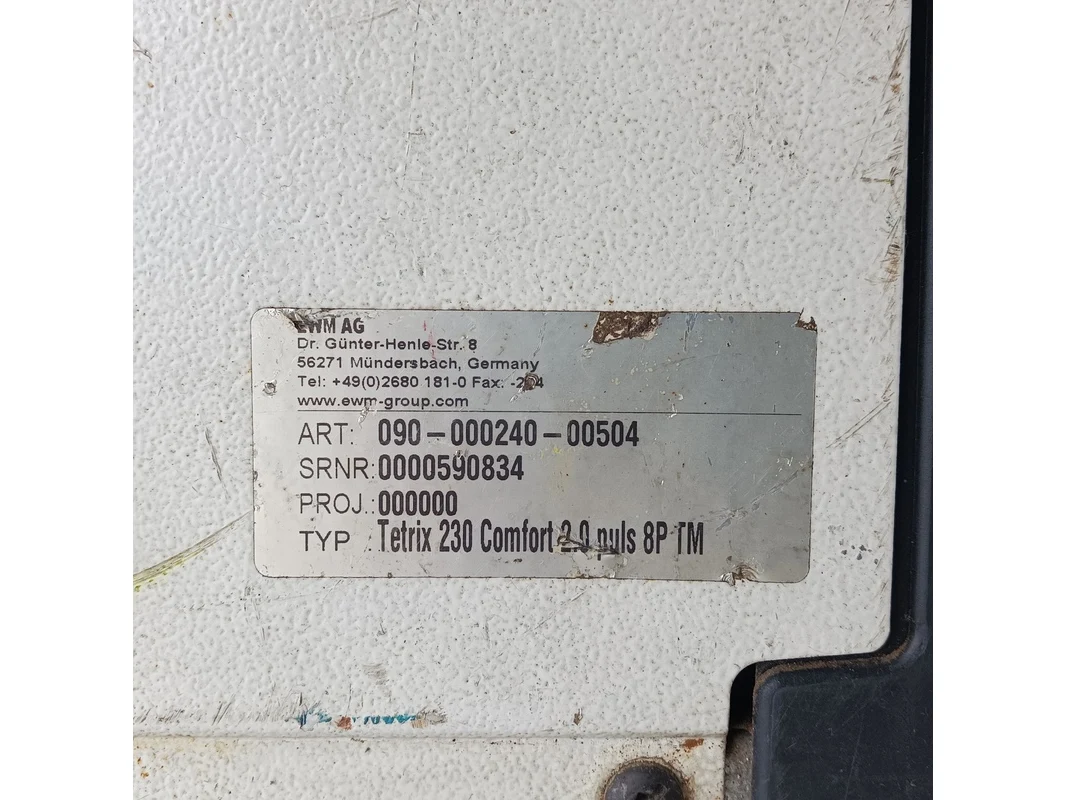 EWM AG
Dr. Günter-Henle-Str. 8
56271 Mündersbach, Germany
Tel: +49(0)2680 181-0 Fax: -244
www.ewm-group.com
ART: 090-000240-00504
SRNR:0000590834
PROJ.:000000
TYP : Tetrix 230 Comfort 2.0 puls 8P TM